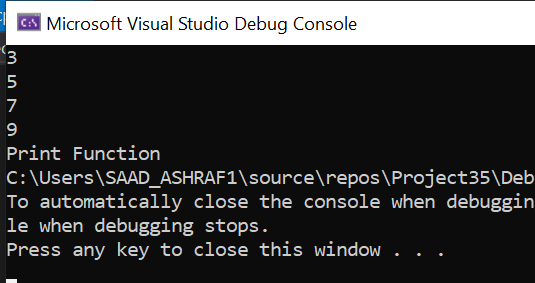 Microsoft Visual Studio Debug Console
3
5
7
9
Print Function
C:\Users\SAAD_ASHRAF1\source\repos\Project35\Deb
To automatically close the console when debuggin
le when debugging stops.
Press any key to close this window . . .